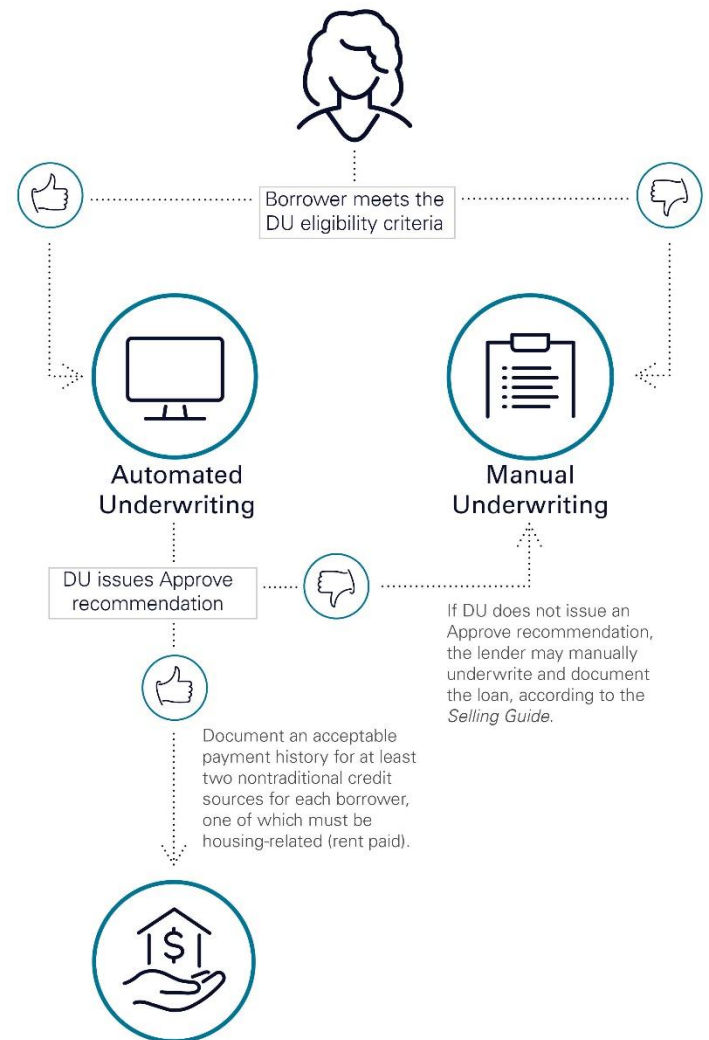 Borrower meets the
DU eligibility criteria
Automated
Underwriting
Manual
Underwriting
DU issues Approve
recommendation
If DU does not issue an
Approve recommendation,
the lender may manually
underwrite and document
the loan, according to the
Selling Guide.
Document an acceptable
payment history for at least
two nontraditional credit
sources for each borrower,
one of which must be
housing-related (rent paid).
$